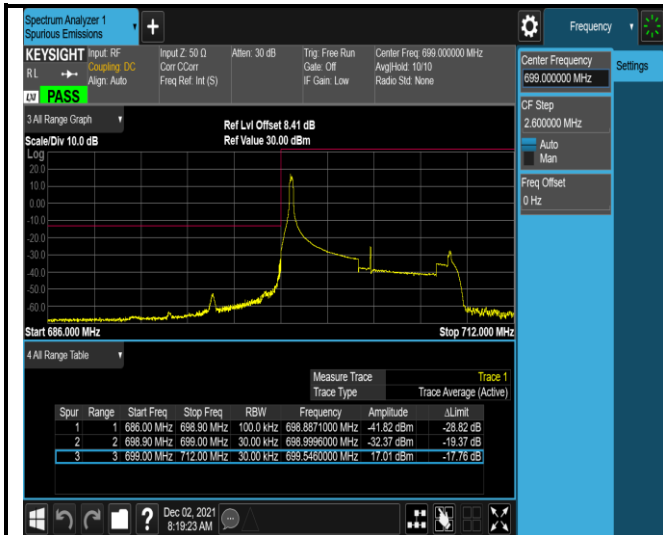 Spectrum Analyzer 1
Spurious Emissions
+
Frequency
KEYSIGHT
R L
LXI
PASS
Input: RF
Coupling: DC
Align: Auto
Input Z: 50 Ω
Corr CCorr
Freq Ref: Int (S)
Atten: 30 dB
Trig: Free Run
Gate: Off
IF Gain: Low
Center Freq: 699.000000 MHz
Avg|Hold: 10/10
Radio Std: None
Center Frequency
699.000000 MHz
Settings
CF Step
2.600000 MHz
Auto
Man
Freq Offset
0 Hz
3 All Range Graph
Scale/Div 10.0 dB
Ref Lvl Offset 8.41 dB
Ref Value 30.00 dBm
Log
20.0
10.0
0.00
-10.0
-20.0
-30.0
-40.0
-50.0
-60.0
Start 686.000 MHz
Stop 712.000 MHz
4 All Range Table
Measure Trace Trace 1
Trace Type Trace Average (Active)
Spur Range Start Freq Stop Freq RBW Frequency Amplitude ΔLimit
1 1 686.00 MHz 698.90 MHz 100.0 kHz 698.8871000 MHz -41.82 dBm -28.82 dB
2 2 698.90 MHz 699.00 MHz 30.00 kHz 698.9996000 MHz -32.37 dBm -19.37 dB
3 3 699.00 MHz 712.00 MHz 30.00 kHz 699.5460000 MHz 17.01 dBm -17.76 dB
?
Dec 02, 2021
8:19:23 AM